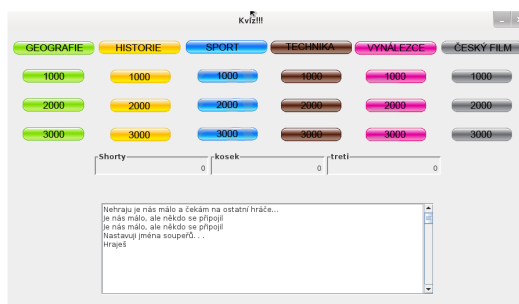 Kvíz!!!
GEOGRAFIE HISTORIE SPORT TECHNIKA VYNÁLEZCE ČESKÝ FILM
1000 1000 1000 1000 1000 1000
2000 2000 2000 2000 2000 2000
3000 3000 3000 3000 3000 3000
Shorty kosek treti
0 0 0
Nehraju je nás málo a čekám na ostatní hráče...
Je nás málo, ale někdo se připojil
Je nás málo, ale někdo se připojil
Nastavuji jména soupeřů. . .
Hraješ